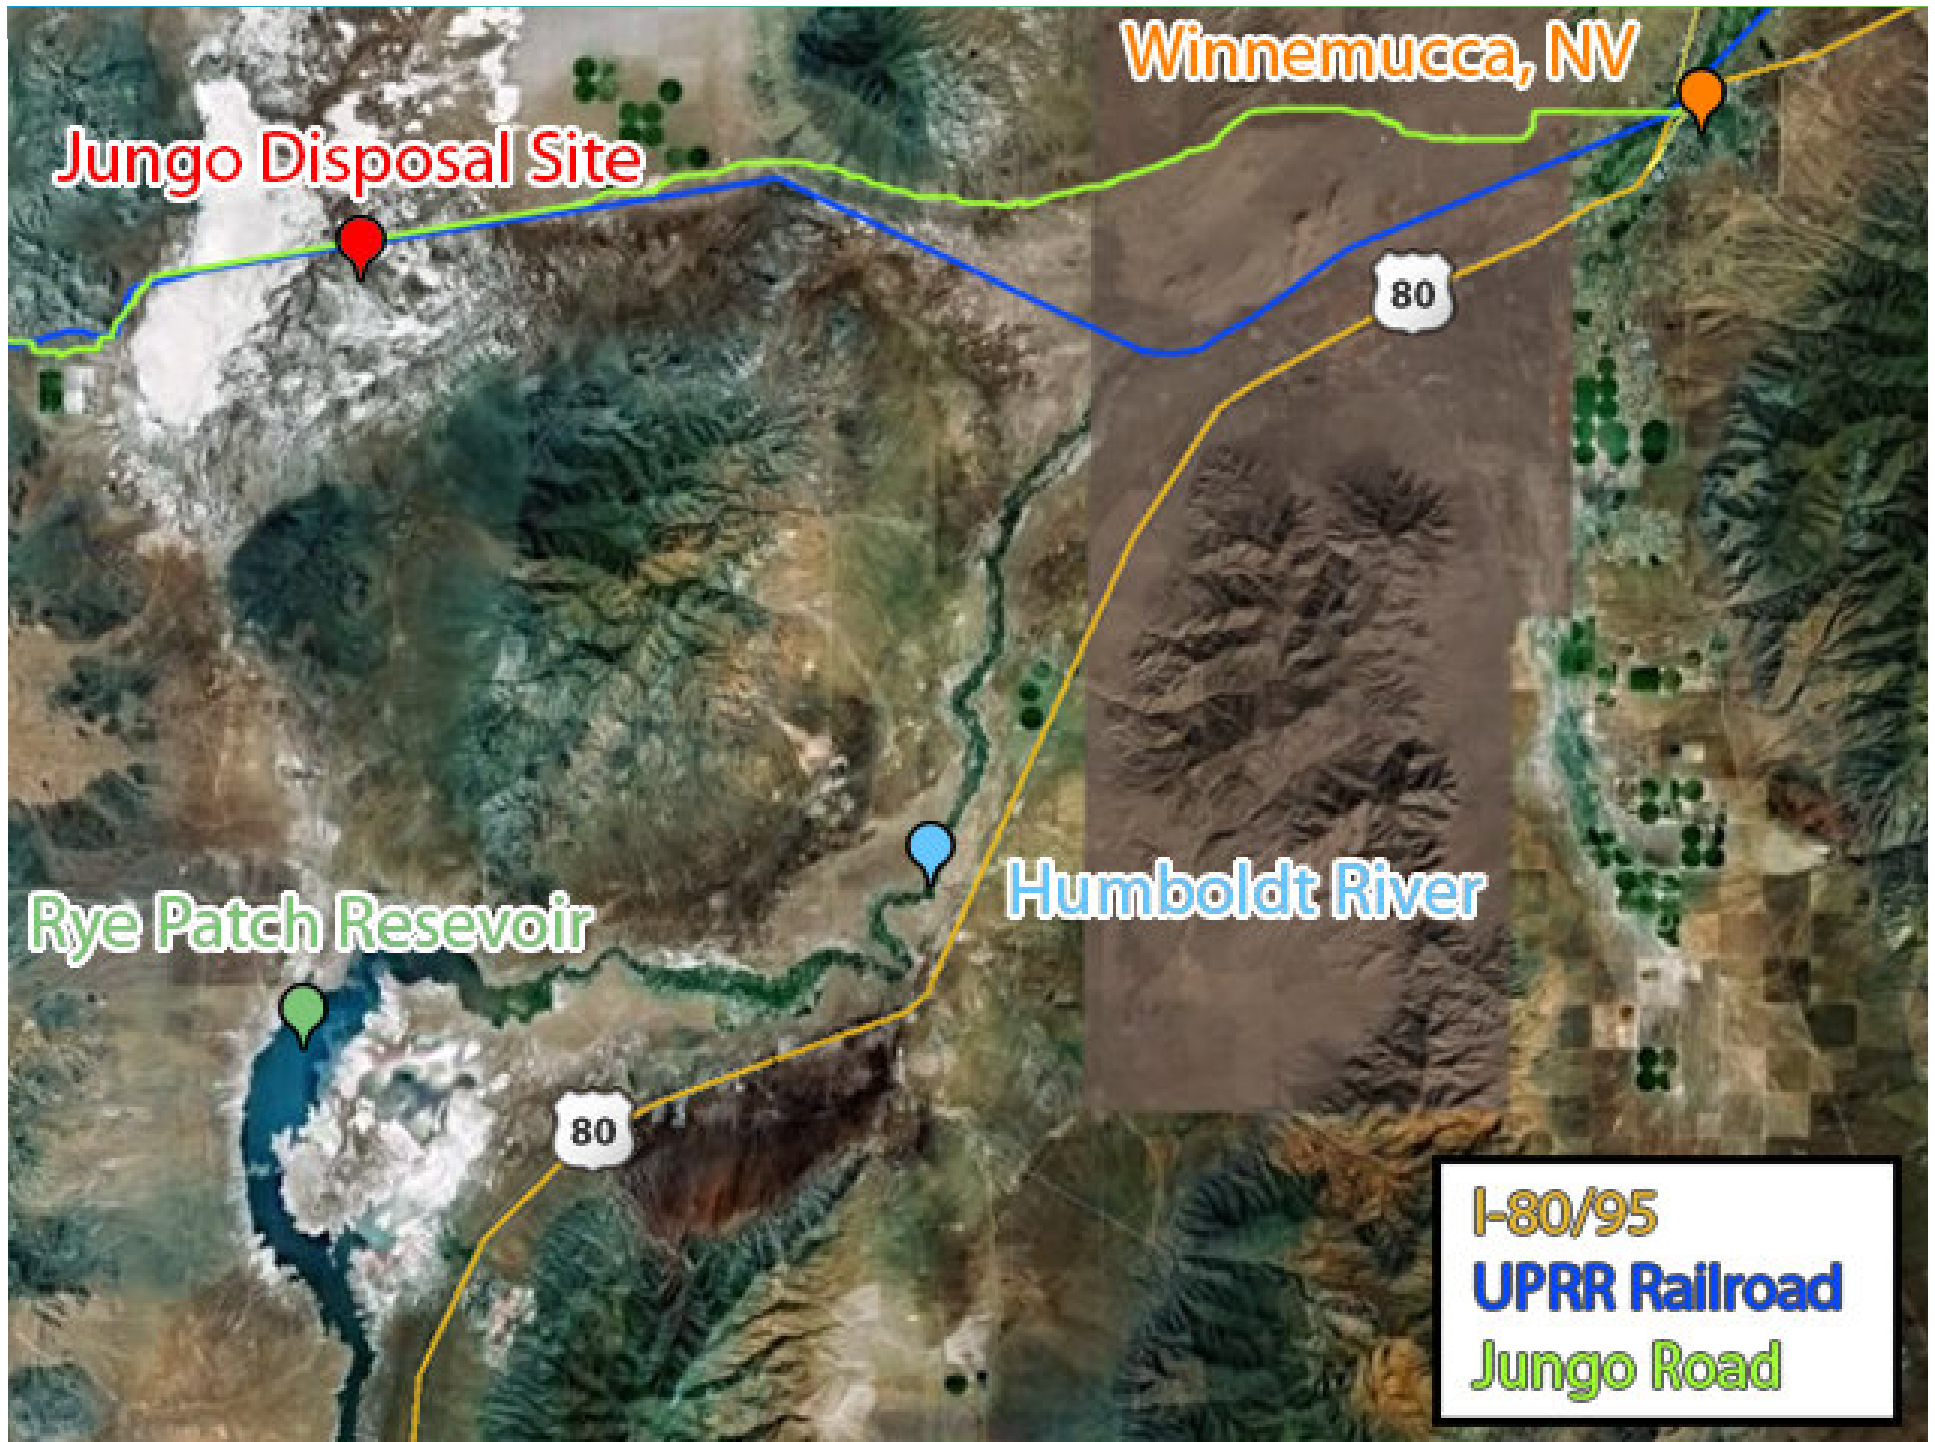 Winnemucca, NV
Jungo Disposal Site
80
Humboldt River
Rye Patch Resevoir
80
I-80/95
UPRR Railroad
Jungo Road